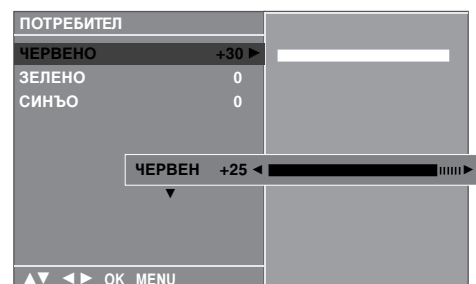 ПОТРЕБИТЕЛ
ЧЕРВЕНО +30 ►
ЗЕЛЕНО 0
СИНЪО 0
ЧЕРВЕН +25 ◄ ►
▼
▲▼ ◄► OK MENU